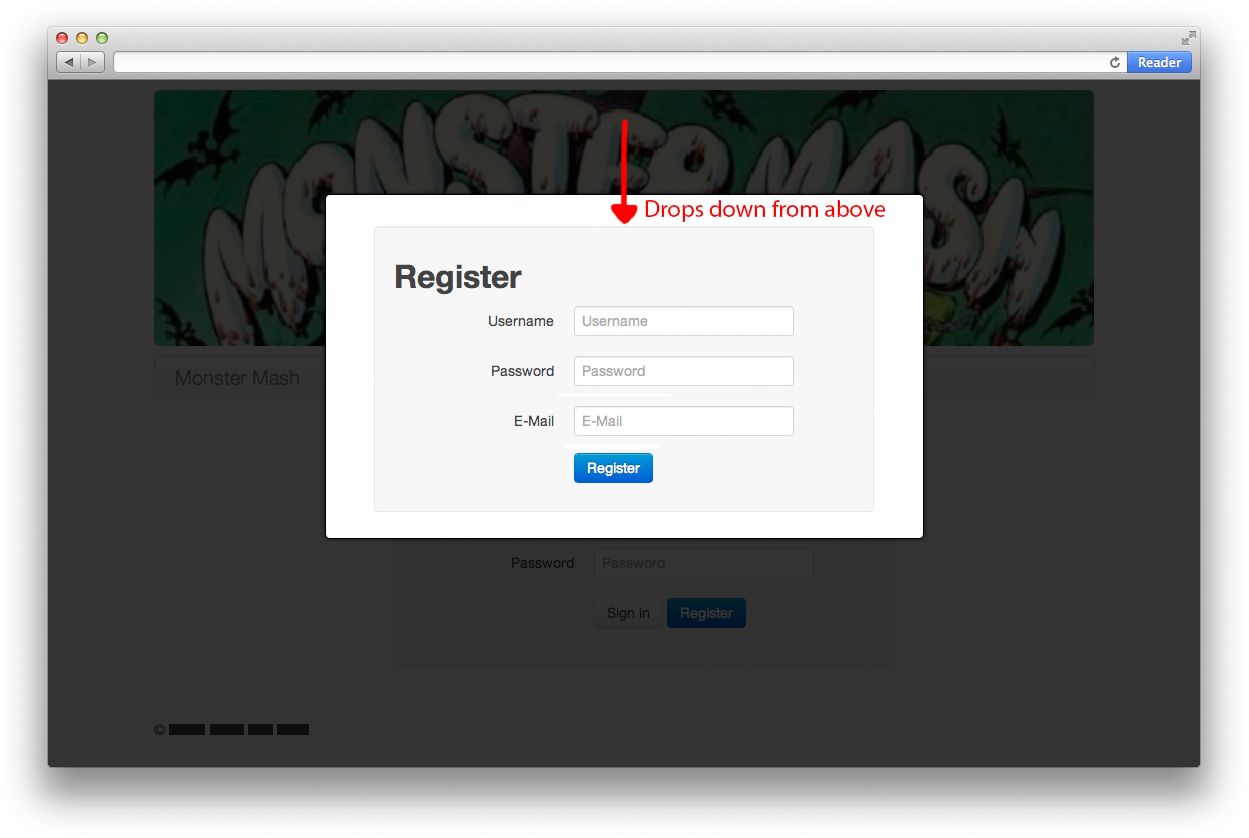 Reader
MONSTER MASH
Drops down from above
Register
Username Username
Password Password
E-Mail E-Mail
Register
Monster Mash
Password Password
Sign in Register
©